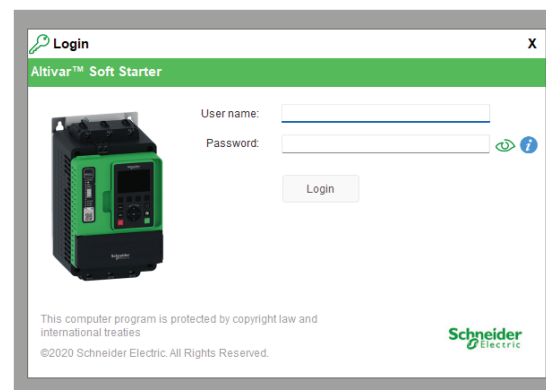 Login
X
Altivar™ Soft Starter
User name:
Password:
Login
This computer program is protected by copyright law and
international treaties
©2020 Schneider Electric. All Rights Reserved.
Schneider
Electric